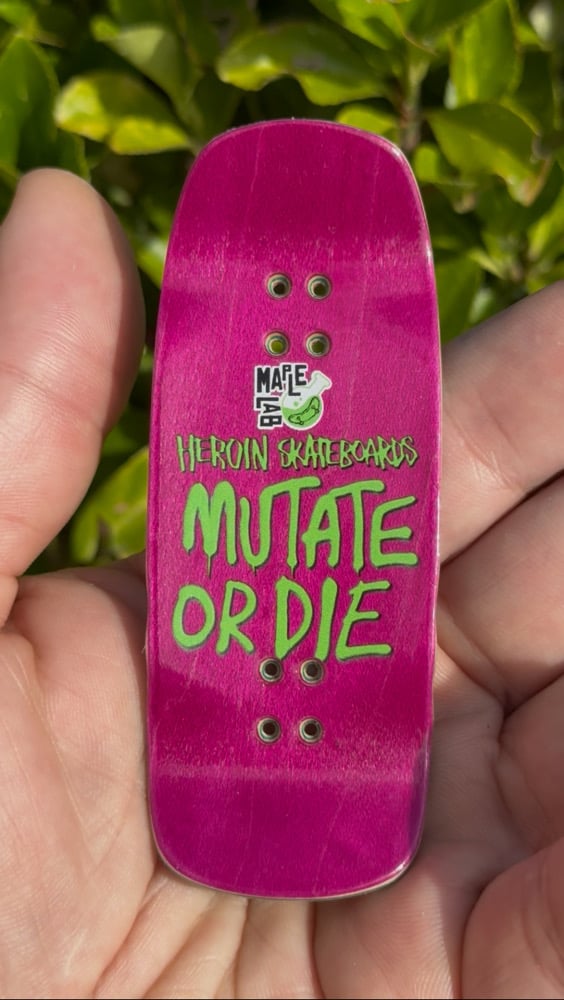 MAPLE
LAB
HEROIN SKATEBOARDS
MUTATE
OR DIE